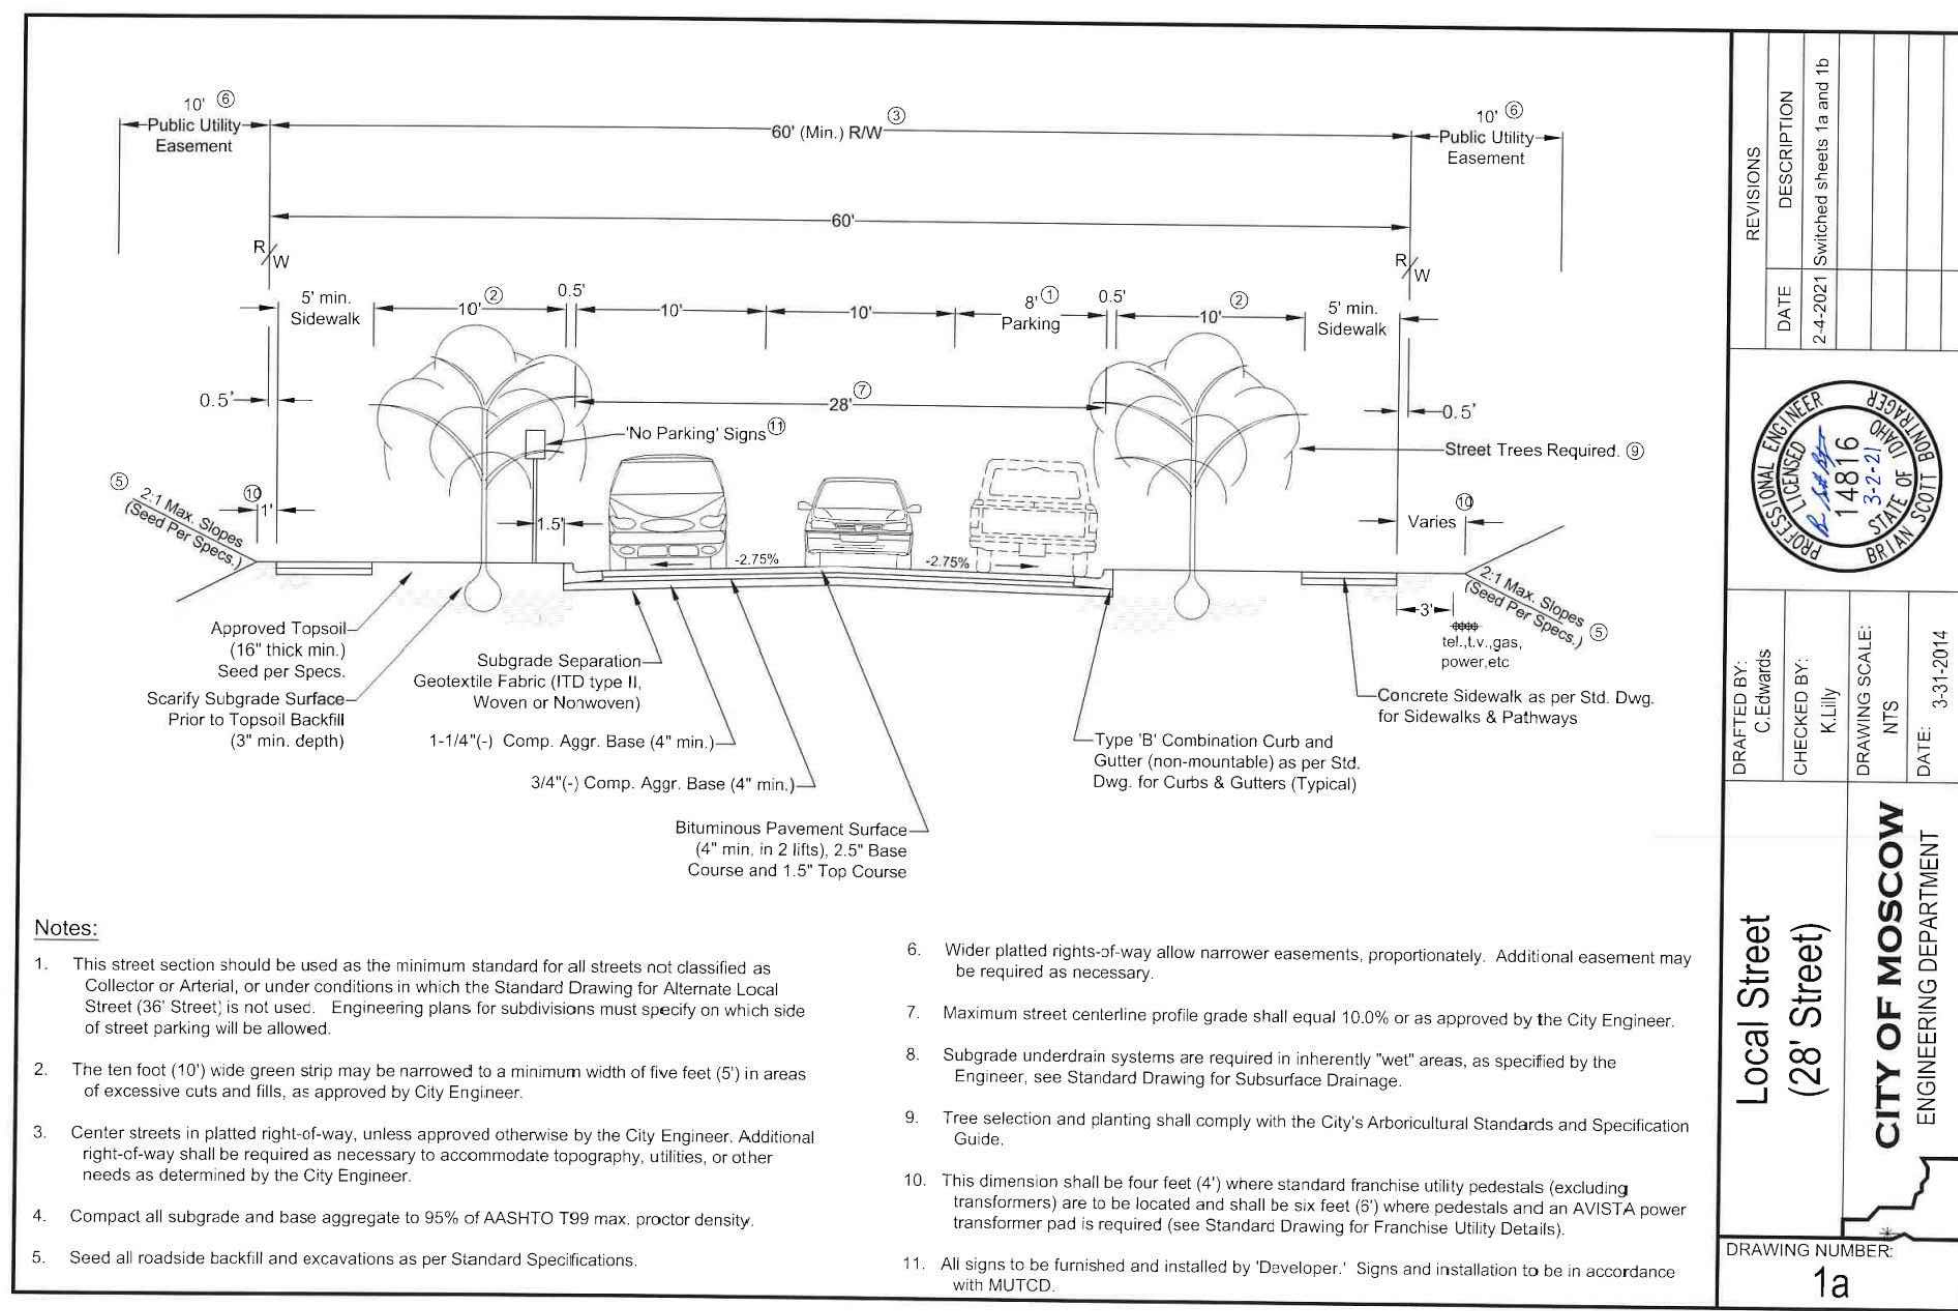 10' ⑥
Public Utility
Easement
60' (Min.) R/W ③
10' ⑥
Public Utility
Easement
60'
R/W
R/W
0.5'
5' min.
Sidewalk
10' ②
0.5'
10'
10'
8' ①
Parking
0.5'
10' ②
5' min.
Sidewalk
0.5'
28' ⑦
'No Parking' Signs ⑪
Street Trees Required. ⑨
⑤
2:1 Max. Slopes
(Seed Per Specs.)
⑩
1'
1.5'
-2.75%
-2.75%
⑩
Varies
3'
tel.,t.v.,gas,
power,etc
2:1 Max. Slopes
(Seed Per Specs.)
⑤
Approved Topsoil
(16" thick min.)
Seed per Specs.
Scarify Subgrade Surface
Prior to Topsoil Backfill
(3" min. depth)
Subgrade Separation
Geotextile Fabric (ITD type II,
Woven or Nonwoven)
1-1/4"(-) Comp. Aggr. Base (4" min.)
3/4"(-) Comp. Aggr. Base (4" min.)
Bituminous Pavement Surface
(4" min. in 2 lifts), 2.5" Base
Course and 1.5" Top Course
Type 'B' Combination Curb and
Gutter (non-mountable) as per Std.
Dwg. for Curbs & Gutters (Typical)
Concrete Sidewalk as per Std. Dwg.
for Sidewalks & Pathways
Notes:
1. This street section should be used as the minimum standard for all streets not classified as
Collector or Arterial, or under conditions in which the Standard Drawing for Alternate Local
Street (36' Street) is not used. Engineering plans for subdivisions must specify on which side
of street parking will be allowed.
2. The ten foot (10') wide green strip may be narrowed to a minimum width of five feet (5') in areas
of excessive cuts and fills, as approved by City Engineer.
3. Center streets in platted right-of-way, unless approved otherwise by the City Engineer. Additional
right-of-way shall be required as necessary to accommodate topography, utilities, or other
needs as determined by the City Engineer.
4. Compact all subgrade and base aggregate to 95% of AASHTO T99 max. proctor density.
5. Seed all roadside backfill and excavations as per Standard Specifications.
6. Wider platted rights-of-way allow narrower easements, proportionately. Additional easement may
be required as necessary.
7. Maximum street centerline profile grade shall equal 10.0% or as approved by the City Engineer.
8. Subgrade underdrain systems are required in inherently "wet" areas, as specified by the
Engineer, see Standard Drawing for Subsurface Drainage.
9. Tree selection and planting shall comply with the City's Arboricultural Standards and Specification
Guide.
10. This dimension shall be four feet (4') where standard franchise utility pedestals (excluding
transformers) are to be located and shall be six feet (6') where pedestals and an AVISTA power
transformer pad is required (see Standard Drawing for Franchise Utility Details).
11. All signs to be furnished and installed by 'Developer.' Signs and installation to be in accordance
with MUTCD.
REVISIONS
DATE DESCRIPTION
2-4-2021 Switched sheets 1a and 1b
PROFESSIONAL ENGINEER
LICENSED
14816
3-2-21
STATE OF IDAHO
BRIAN SCOTT BONTRAGER
DRAFTED BY:
C.Edwards
CHECKED BY:
K.Lilly
DRAWING SCALE:
NTS
DATE:
3-31-2014
Local Street
(28' Street)
CITY OF MOSCOW
ENGINEERING DEPARTMENT
DRAWING NUMBER:
1a